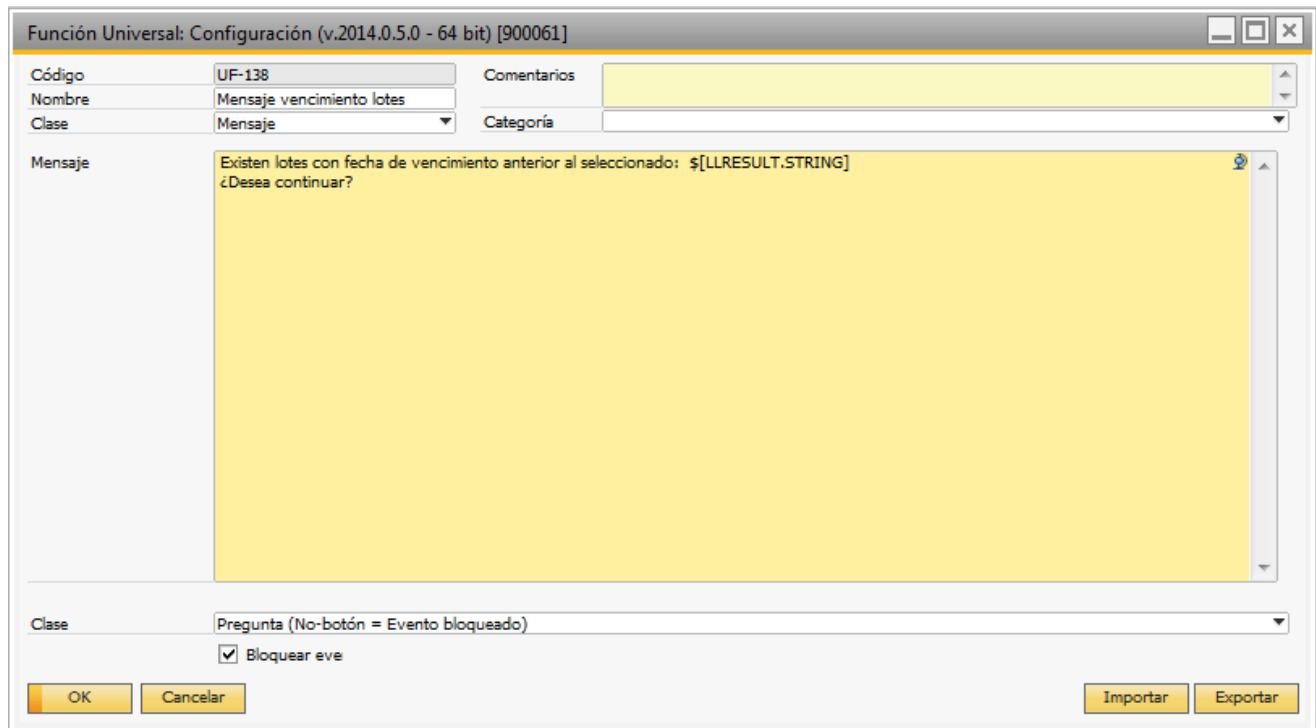 Función Universal: Configuración (v.2014.0.5.0 - 64 bit) [900061]
Código UF-138 Comentarios
Nombre Mensaje vencimiento lotes
Clase Mensaje Categoría
Mensaje Existen lotes con fecha de vencimiento anterior al seleccionado: $[LLRESULT.STRING]
¿Desea continuar?
Clase Pregunta (No-botón = Evento bloqueado)
Bloquear eve
OK Cancelar Importar Exportar